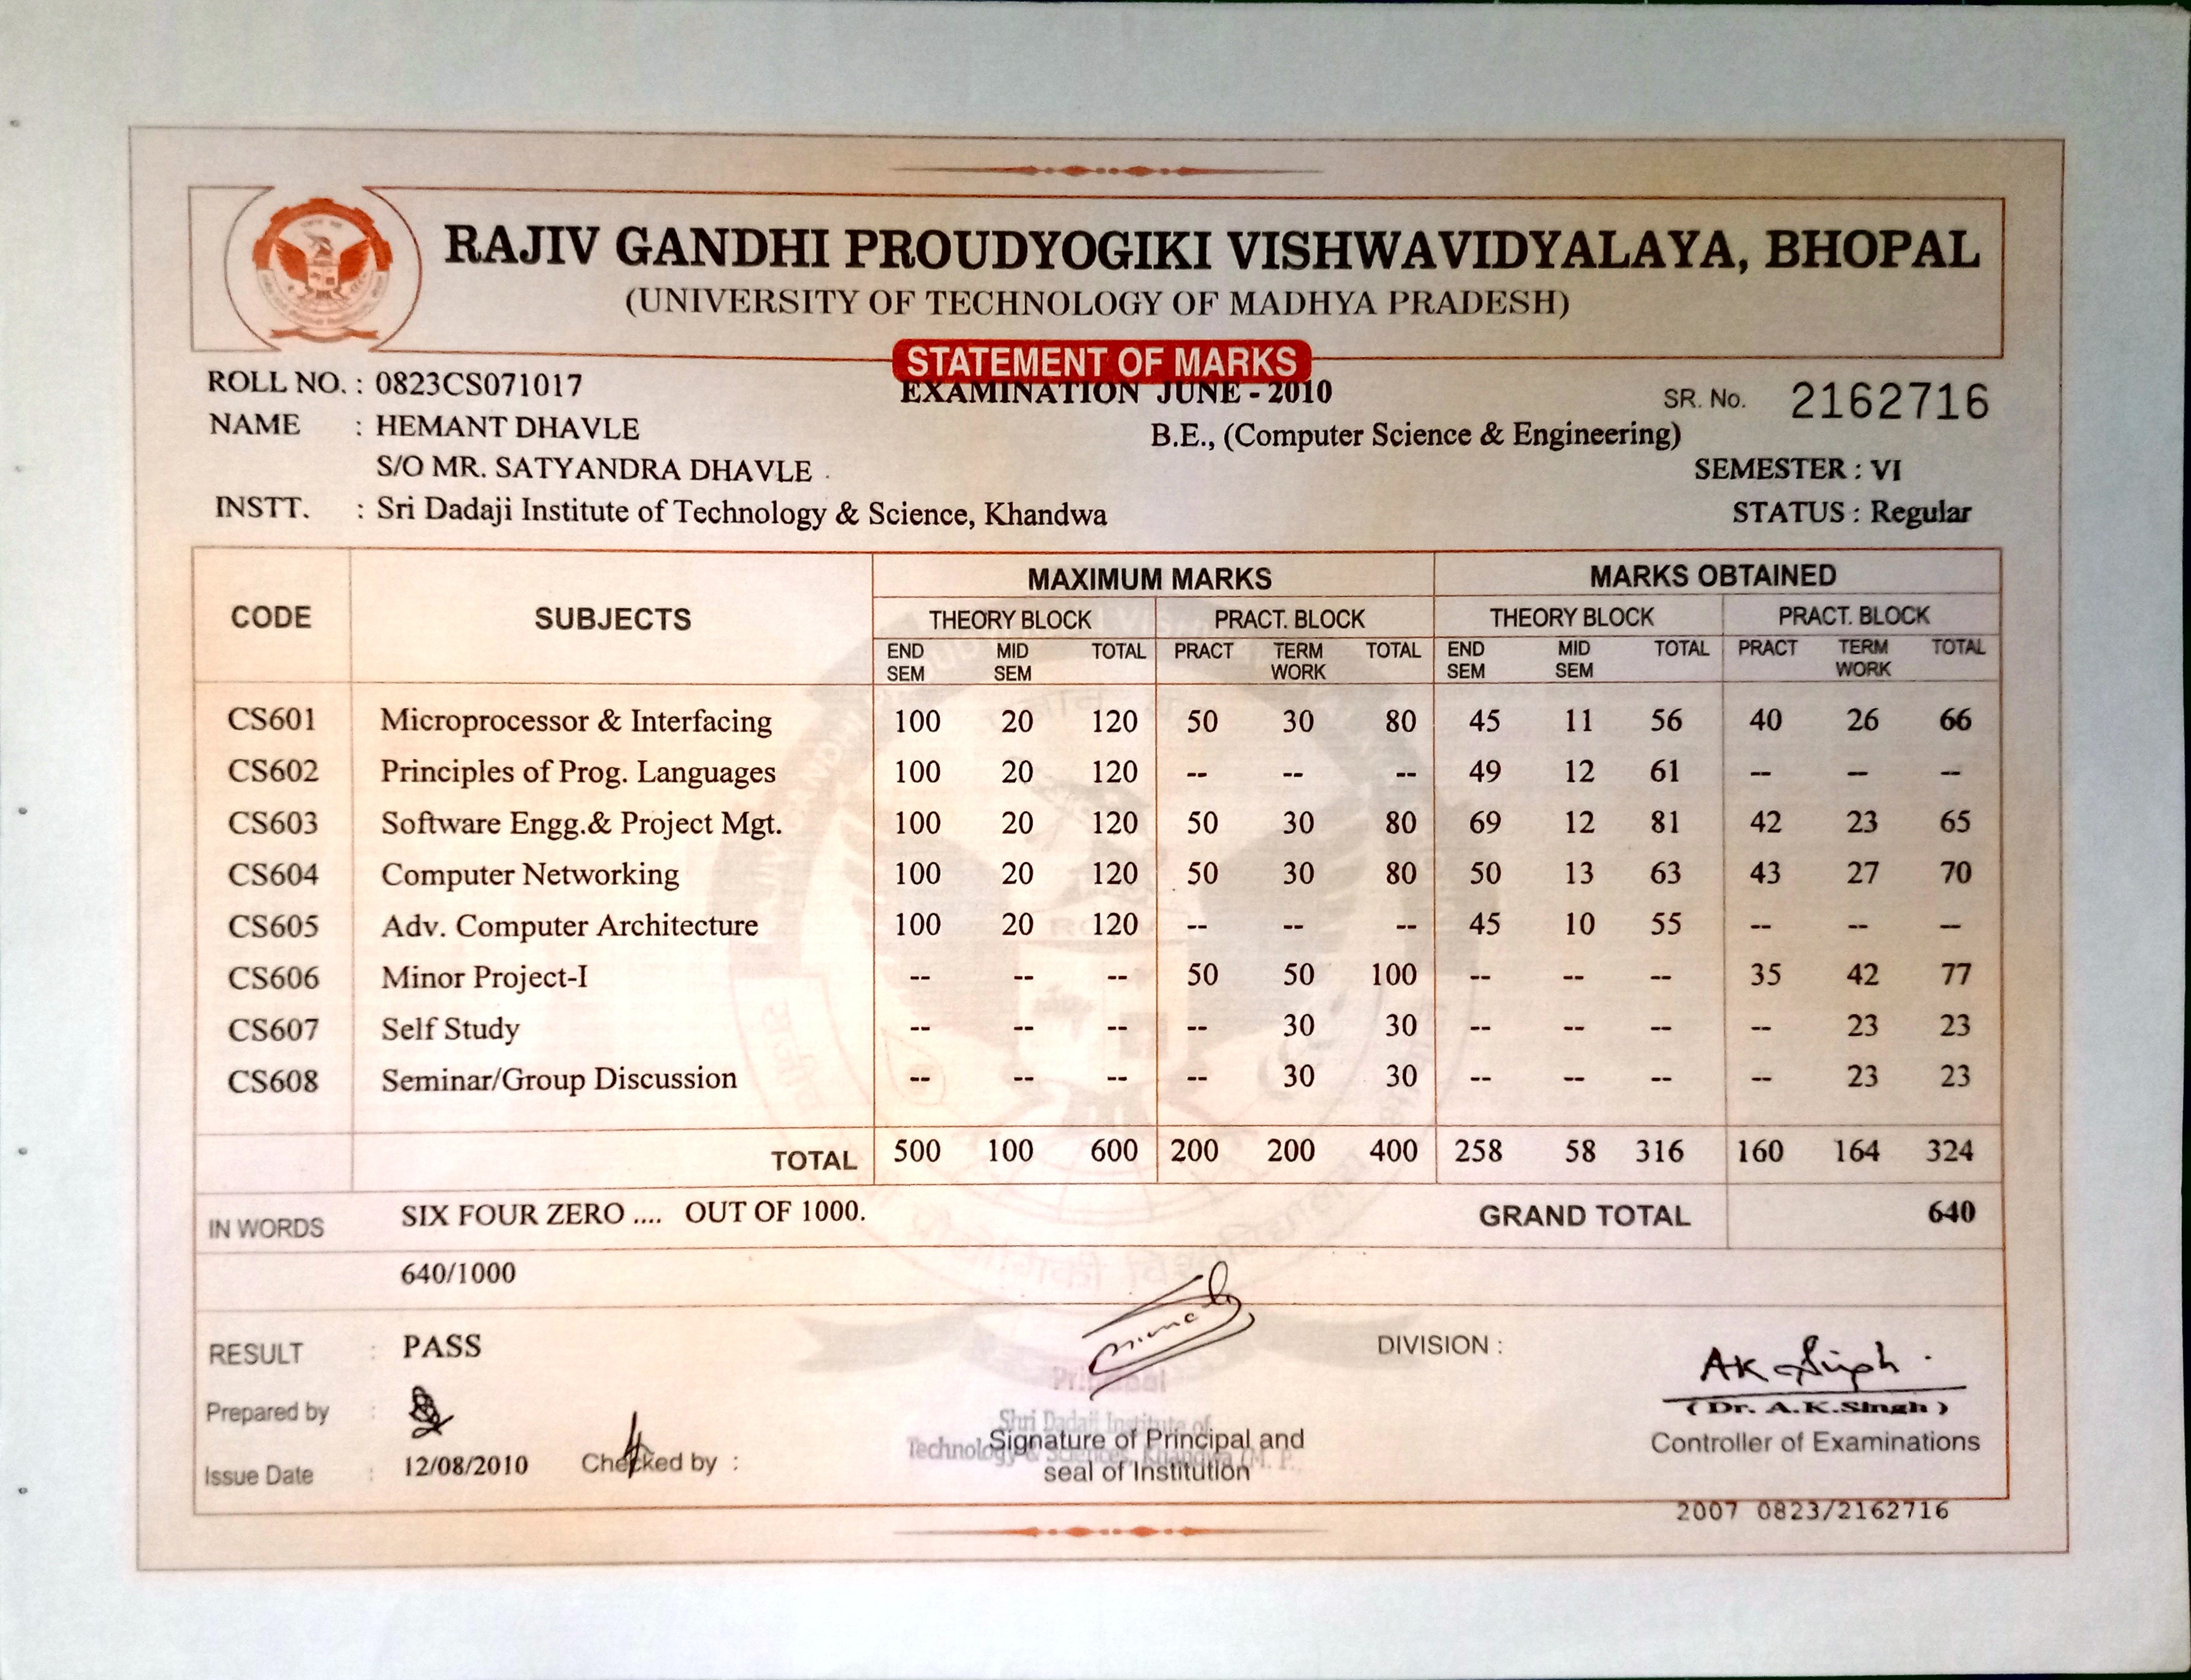 RAJIV GANDHI PROUDYOGIKI VISHWAVIDYALAYA, BHOPAL
(UNIVERSITY OF TECHNOLOGY OF MADHYA PRADESH)
STATEMENT OF MARKS
ROLL NO. : 0823CS071017 EXAMINATION JUNE - 2010 SR. No. 2162716
NAME : HEMANT DHAVLE B.E., (Computer Science & Engineering)
S/O MR. SATYANDRA DHAVLE SEMESTER : VI
INSTT. : Sri Dadaji Institute of Technology & Science, Khandwa STATUS : Regular
CODE SUBJECTS MAXIMUM MARKS MARKS OBTAINED
THEORY BLOCK PRACT. BLOCK THEORY BLOCK PRACT. BLOCK
END SEM MID SEM TOTAL PRACT TERM WORK TOTAL END SEM MID SEM TOTAL PRACT TERM WORK TOTAL
CS601 Microprocessor & Interfacing 100 20 120 50 30 80 45 11 56 40 26 66
CS602 Principles of Prog. Languages 100 20 120 -- -- -- 49 12 61 -- -- --
CS603 Software Engg.& Project Mgt. 100 20 120 50 30 80 69 12 81 42 23 65
CS604 Computer Networking 100 20 120 50 30 80 50 13 63 43 27 70
CS605 Adv. Computer Architecture 100 20 120 -- -- -- 45 10 55 -- -- --
CS606 Minor Project-I -- -- -- 50 50 100 -- -- -- 35 42 77
CS607 Self Study -- -- -- -- 30 30 -- -- -- -- 23 23
CS608 Seminar/Group Discussion -- -- -- -- 30 30 -- -- -- -- 23 23
TOTAL 500 100 600 200 200 400 258 58 316 160 164 324
IN WORDS SIX FOUR ZERO .... OUT OF 1000. GRAND TOTAL 640
640/1000
RESULT : PASS DIVISION :
AK Singh
Principal
Prepared by : (Dr. A.K.Singh)
Shri Dadaji Institute of
Technology & Sciences, Khandwa (M. P.
Signature of Principal and Controller of Examinations
Issue Date : 12/08/2010 Checked by : seal of Institution
2007 0823/2162716